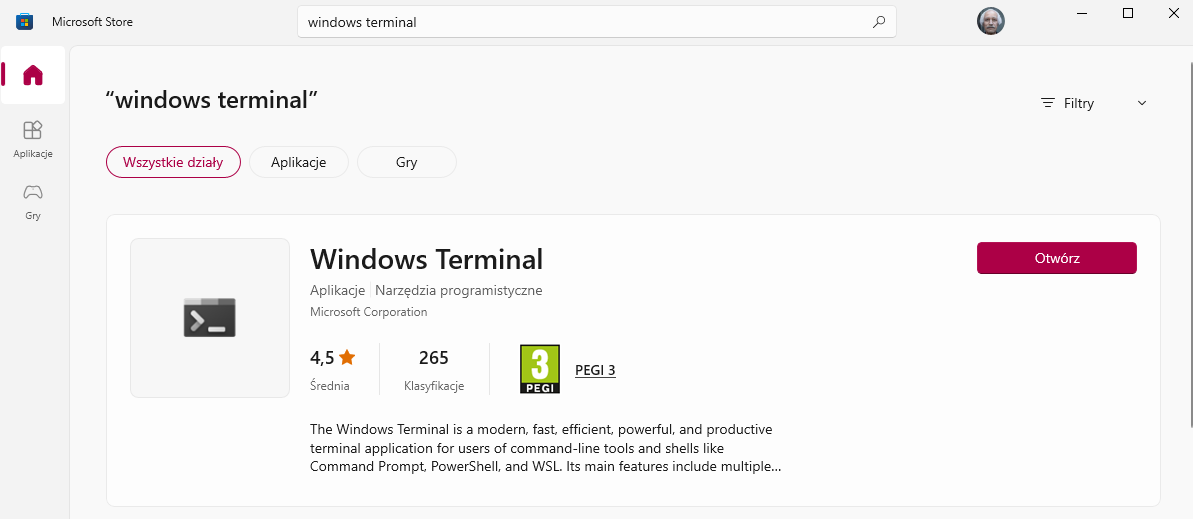 Microsoft Store
windows terminal
“windows terminal”
Filtry
Aplikacje
Gry
Wszystkie działy
Aplikacje
Gry
Windows Terminal
Otwórz
Aplikacje Narzędzia programistyczne
Microsoft Corporation
4,5
265
3
PEGI
PEGI 3
Średnia
Klasyfikacje
The Windows Terminal is a modern, fast, efficient, powerful, and productive
terminal application for users of command-line tools and shells like
Command Prompt, PowerShell, and WSL. Its main features include multiple...